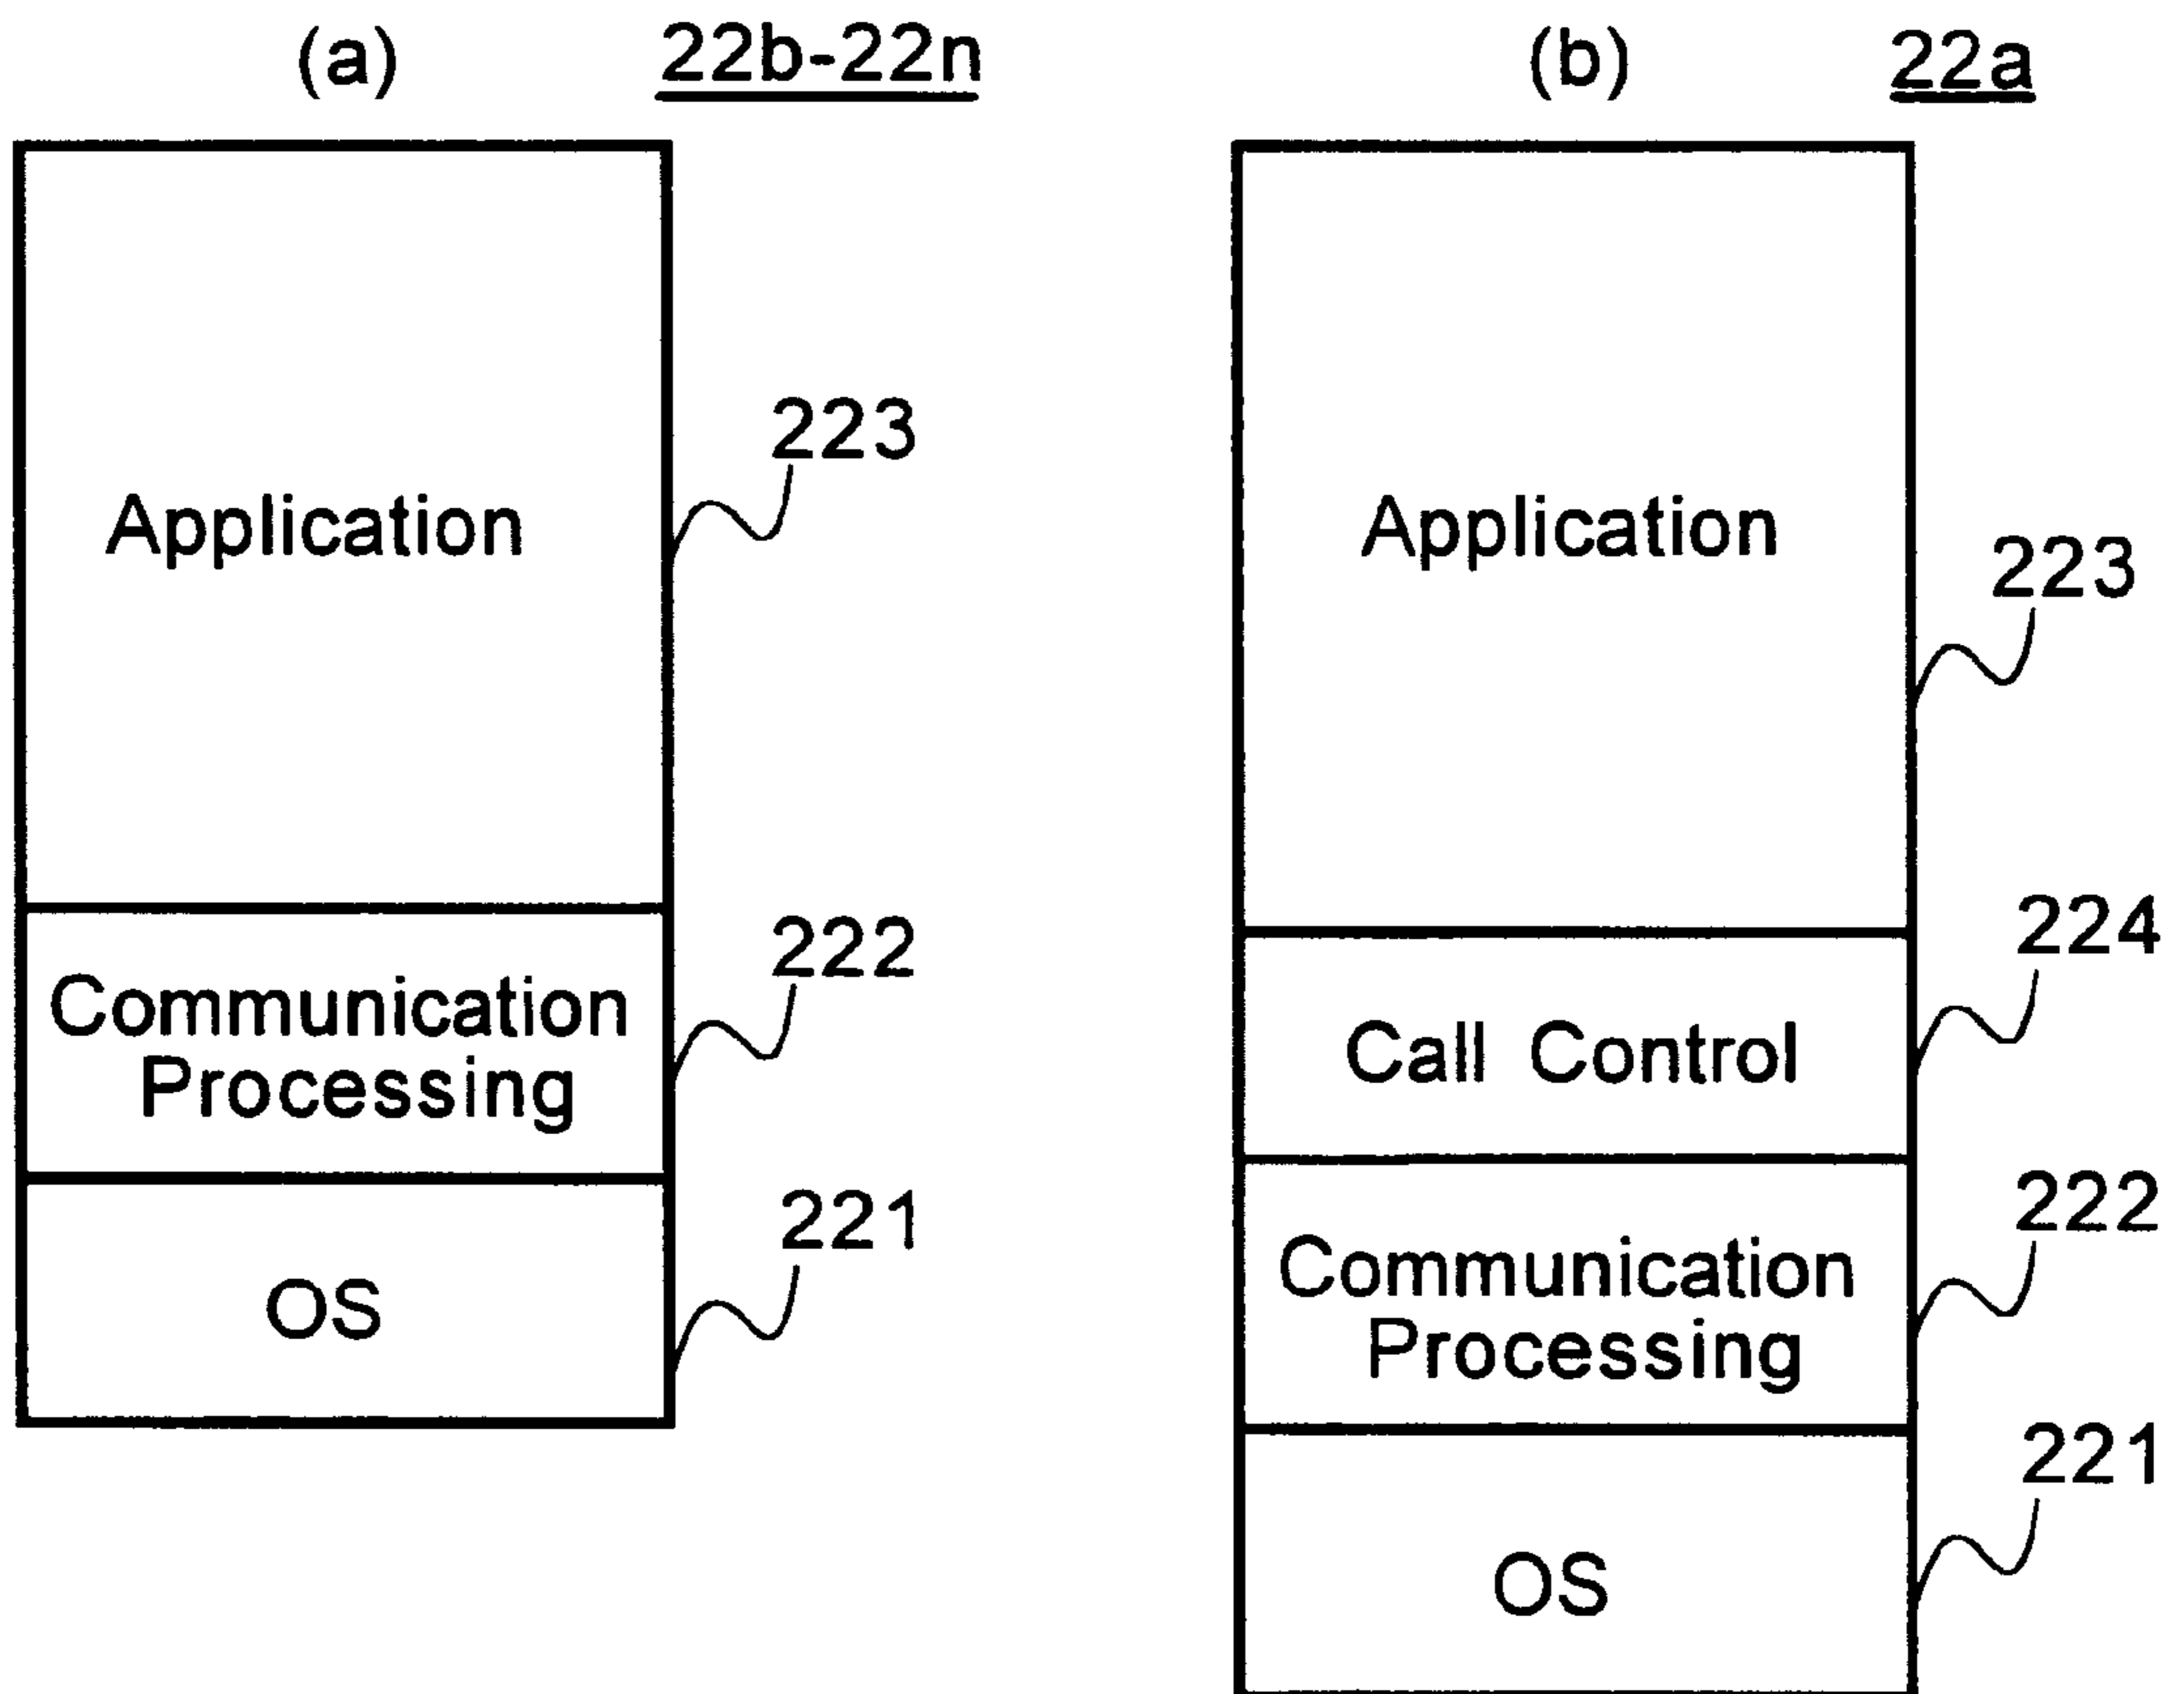 (a)
22b-22n
Application
223
Communication
Processing
222
OS
221
(b)
22a
Application
223
Call Control
224
Communication
Processing
222
OS
221